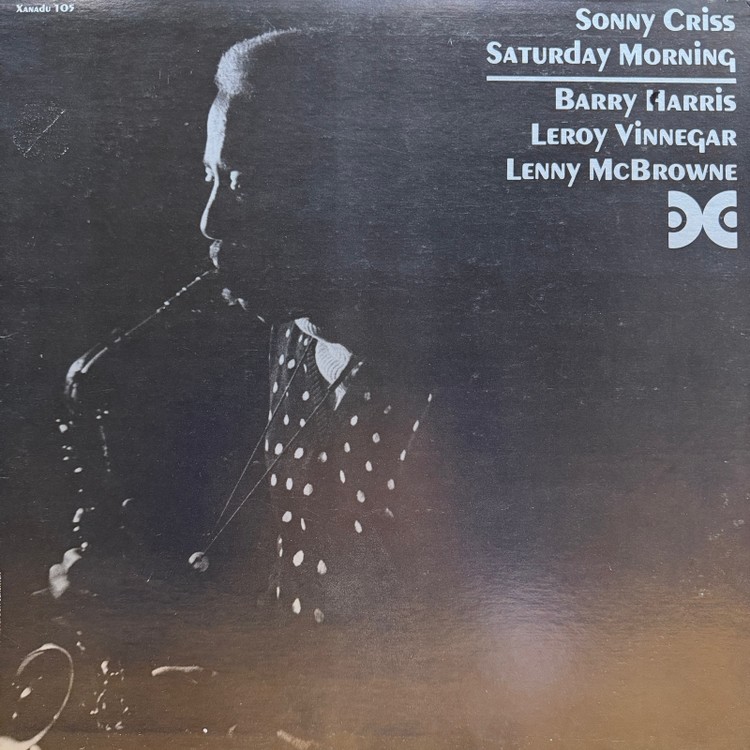 Xanadu 105
Sonny Criss
Saturday Morning
Barry Harris
Leroy Vinnegar
Lenny McBrowne